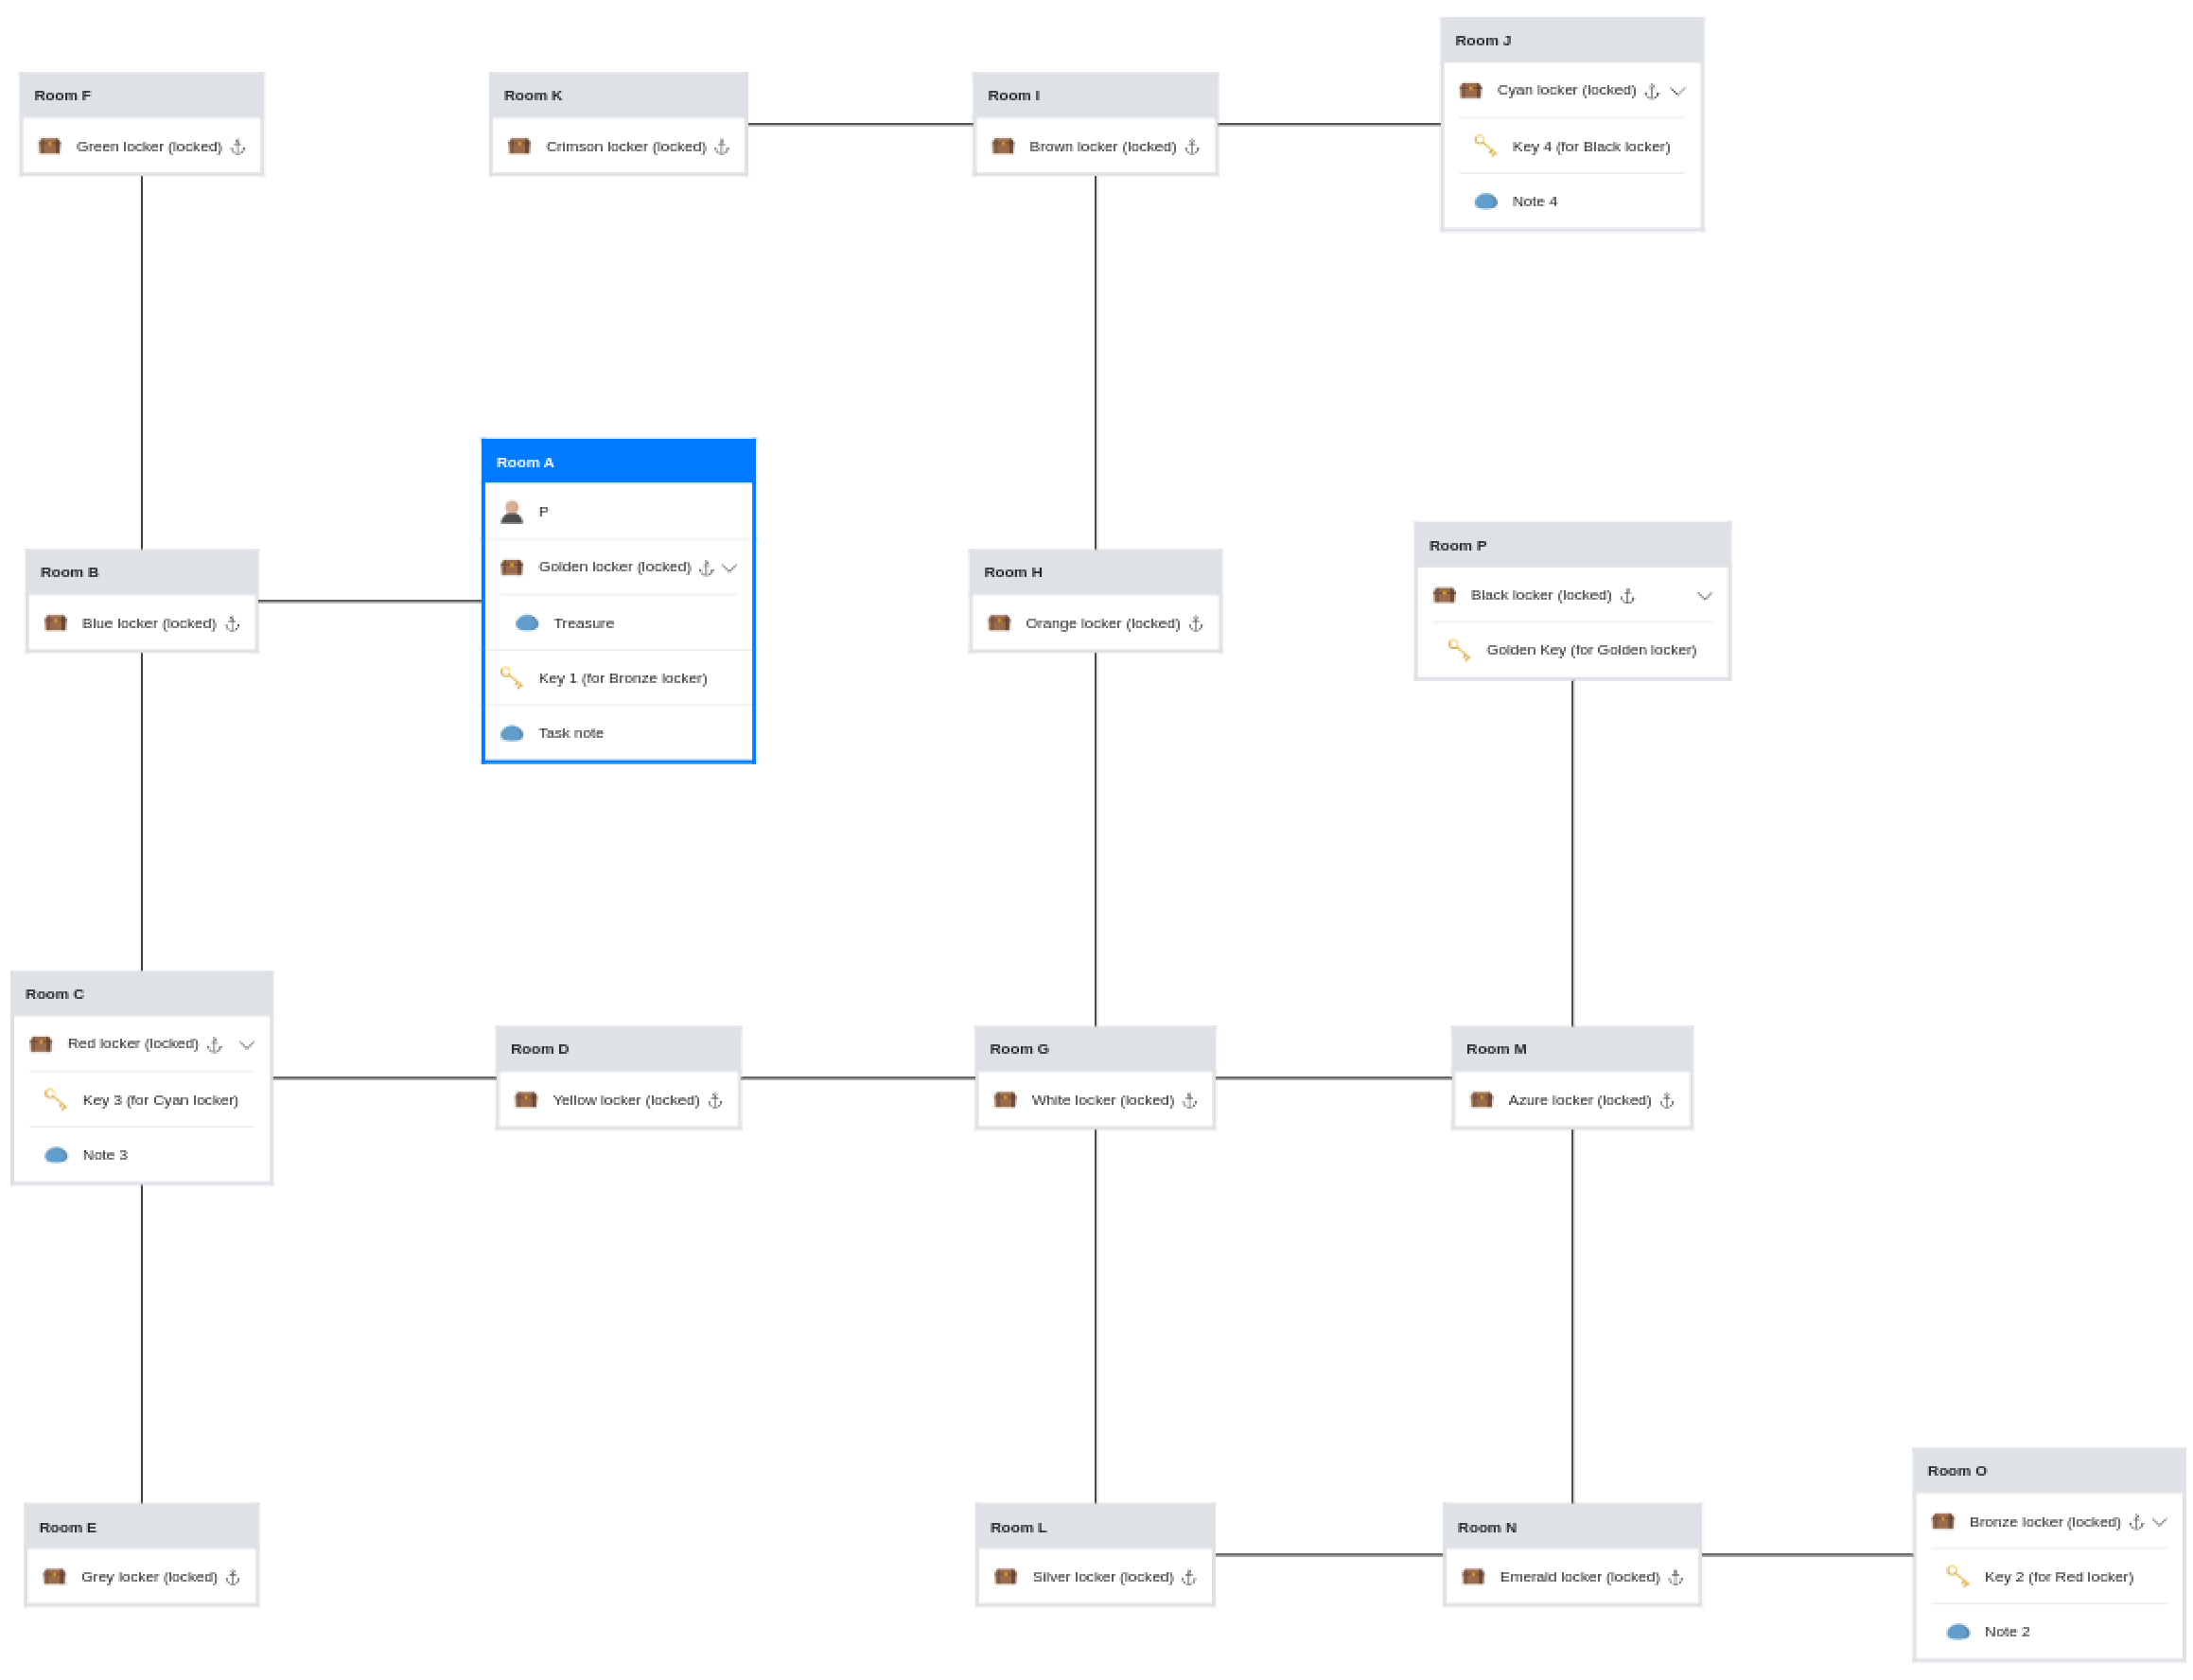 Room J
Cyan locker (locked)
Key 4 (for Black locker)
Note 4
Room F
Green locker (locked)
Room K
Crimson locker (locked)
Room I
Brown locker (locked)
Room A
P
Golden locker (locked)
Treasure
Key 1 (for Bronze locker)
Task note
Room B
Blue locker (locked)
Room H
Orange locker (locked)
Room P
Black locker (locked)
Golden Key (for Golden locker)
Room C
Red locker (locked)
Key 3 (for Cyan locker)
Note 3
Room D
Yellow locker (locked)
Room G
White locker (locked)
Room M
Azure locker (locked)
Room E
Grey locker (locked)
Room L
Silver locker (locked)
Room N
Emerald locker (locked)
Room O
Bronze locker (locked)
Key 2 (for Red locker)
Note 2